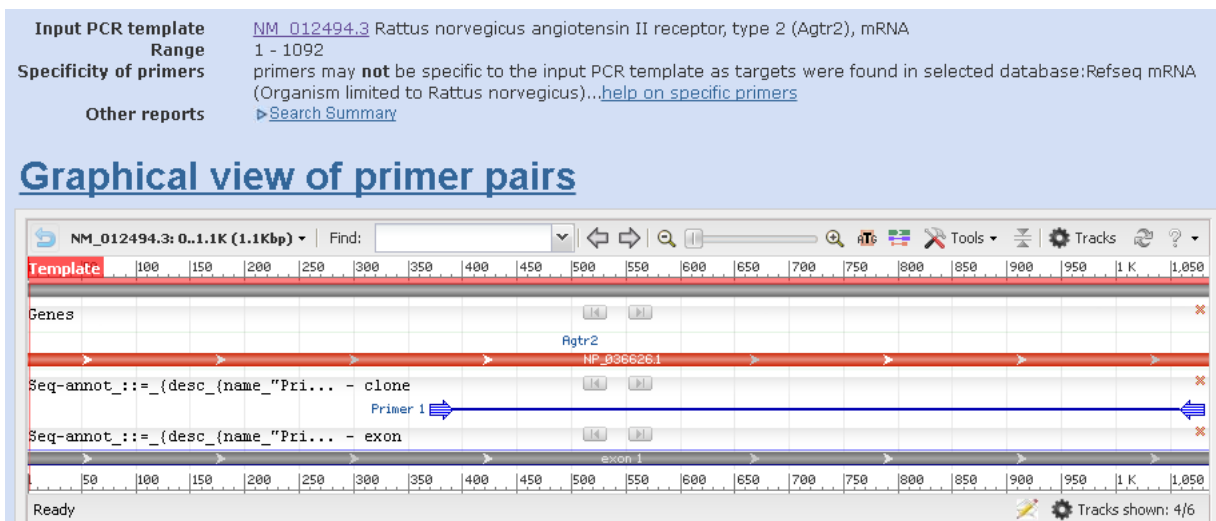 Input PCR template NM_012494.3 Rattus norvegicus angiotensin II receptor, type 2 (Agtr2), mRNA
Range 1 - 1092
Specificity of primers primers may not be specific to the input PCR template as targets were found in selected database:Refseq mRNA
(Organism limited to Rattus norvegicus)...help on specific primers
Other reports Search Summary
Graphical view of primer pairs
NM_012494.3: 0..1.1K (1.1Kbp) Find: ATG Tools Tracks ?
Template 100 150 200 250 300 350 400 450 500 550 600 650 700 750 800 850 900 950 1 K 1,050
Genes
Agtr2
NP_036626.1
Seq-annot_::=_{desc_{name_"Pri... - clone
Primer 1
Seq-annot_::=_{desc_{name_"Pri... - exon
exon 1
1 50 100 150 200 250 300 350 400 450 500 550 600 650 700 750 800 850 900 950 1 K 1,050
Ready Tracks shown: 4/6